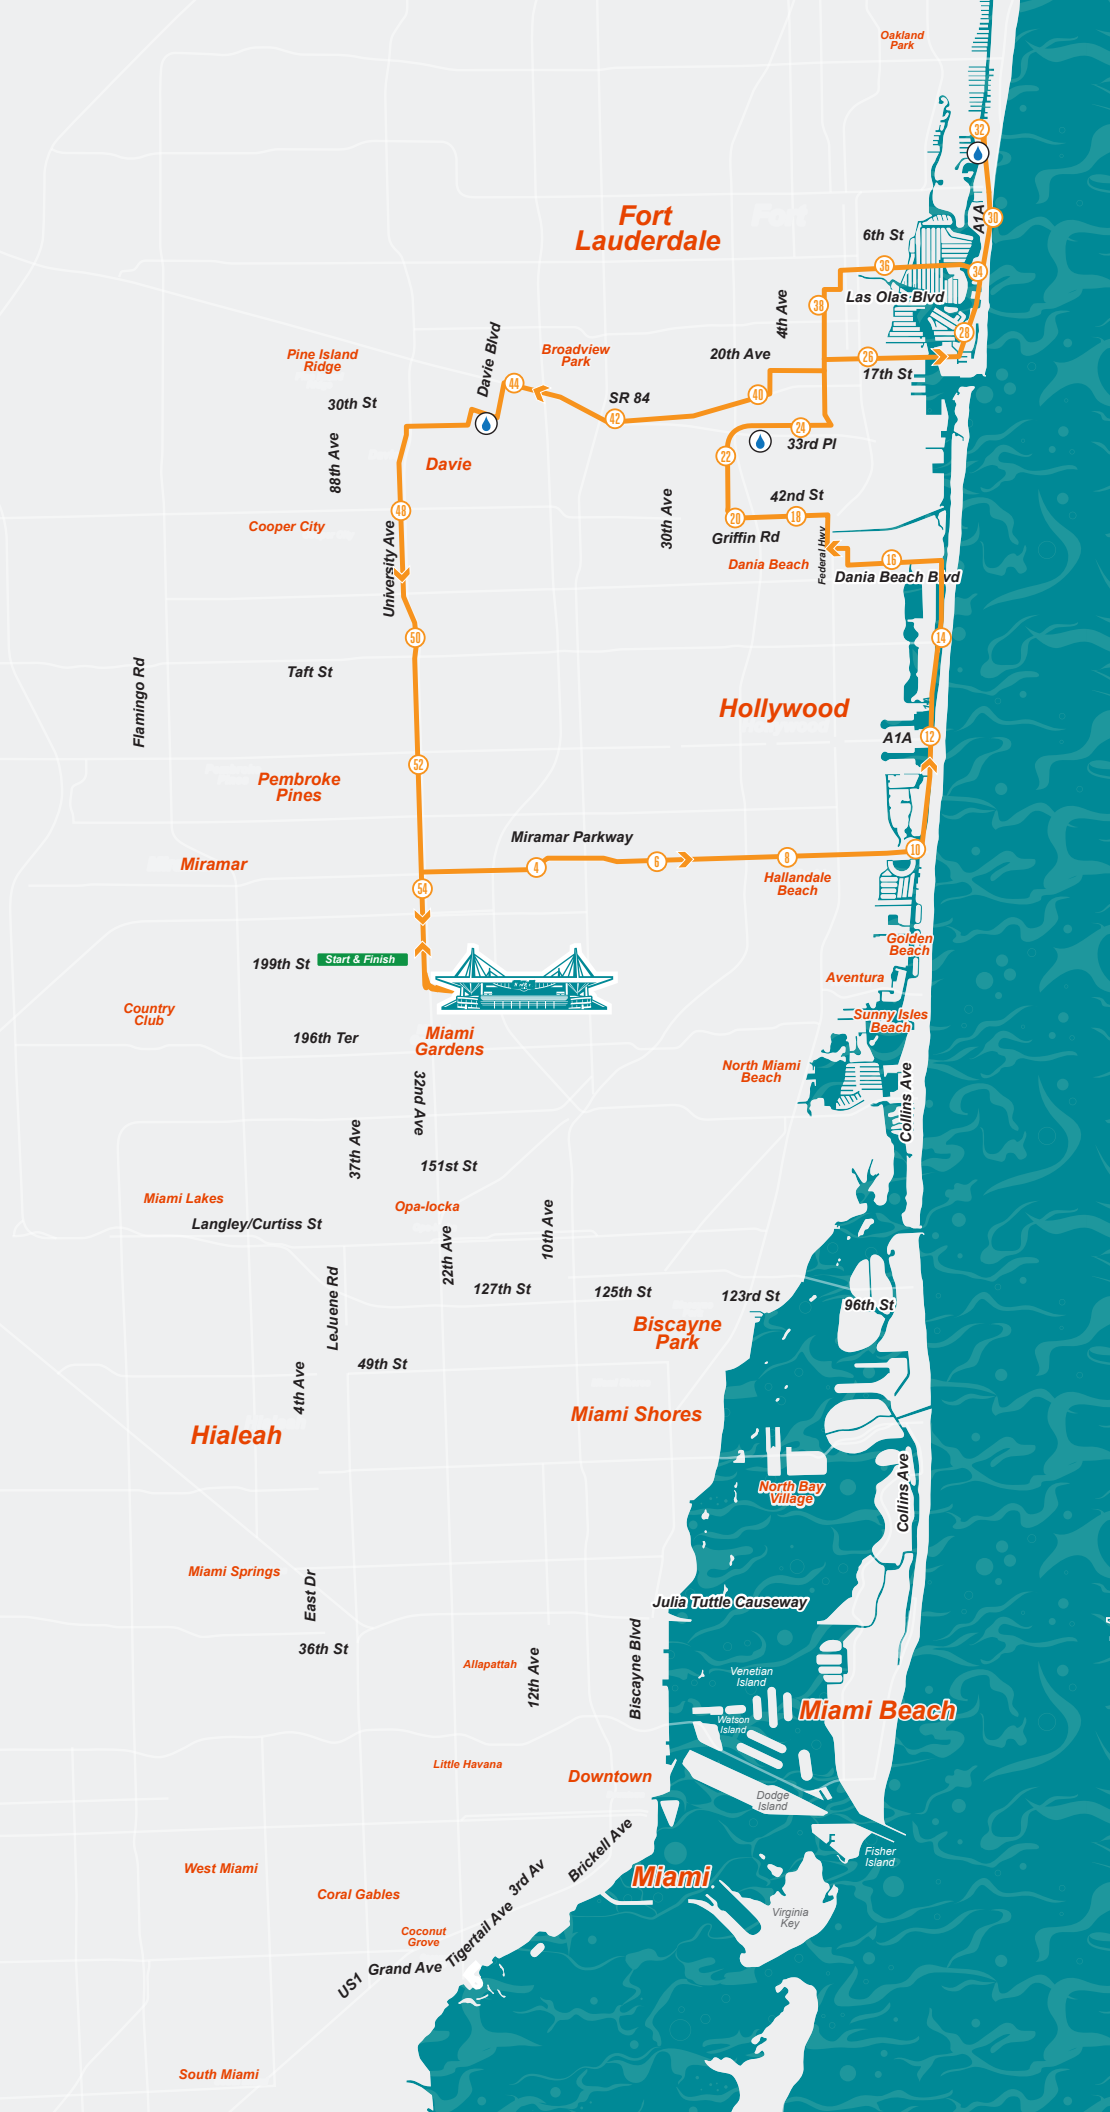 Oakland
Park
32
30
A1A
Fort
Lauderdale
6th St
36
34
Las Olas Blvd
4th Ave
38
28
Davie Blvd
Pine Island
Ridge
Broadview
Park
20th Ave
26
17th St
44
30th St
SR 84
40
42
24
33rd Pl
88th Ave
Davie
22
42nd St
48
Cooper City
30th Ave
20
18
Griffin Rd
Federal Hwy
Dania Beach
16
Dania Beach Blvd
University Ave
50
14
Taft St
Flamingo Rd
Hollywood
A1A
12
52
Pembroke
Pines
Miramar Parkway
Miramar
4
6
8
10
Hallandale
Beach
54
Golden
Beach
199th St
Start & Finish
Aventura
Country
Club
Sunny Isles
Beach
196th Ter
Miami
Gardens
North Miami
Beach
32nd Ave
Collins Ave
37th Ave
151st St
Miami Lakes
Opa-locka
Langley/Curtiss St
22th Ave
10th Ave
LeJuene Rd
127th St
125th St
123rd St
96th St
Biscayne
Park
4th Ave
49th St
Miami Shores
Hialeah
Collins Ave
North Bay
Village
Miami Springs
East Dr
Julia Tuttle Causeway
36th St
Allapattah
12th Ave
Biscayne Blvd
Venetian
Island
Watson
Island
Miami Beach
Little Havana
Downtown
Dodge
Island
Brickell Ave
Fisher
Island
West Miami
3rd Av
Miami
Coral Gables
Virginia
Key
Coconut
Grove
Tigertail Ave
Grand Ave
US1
South Miami